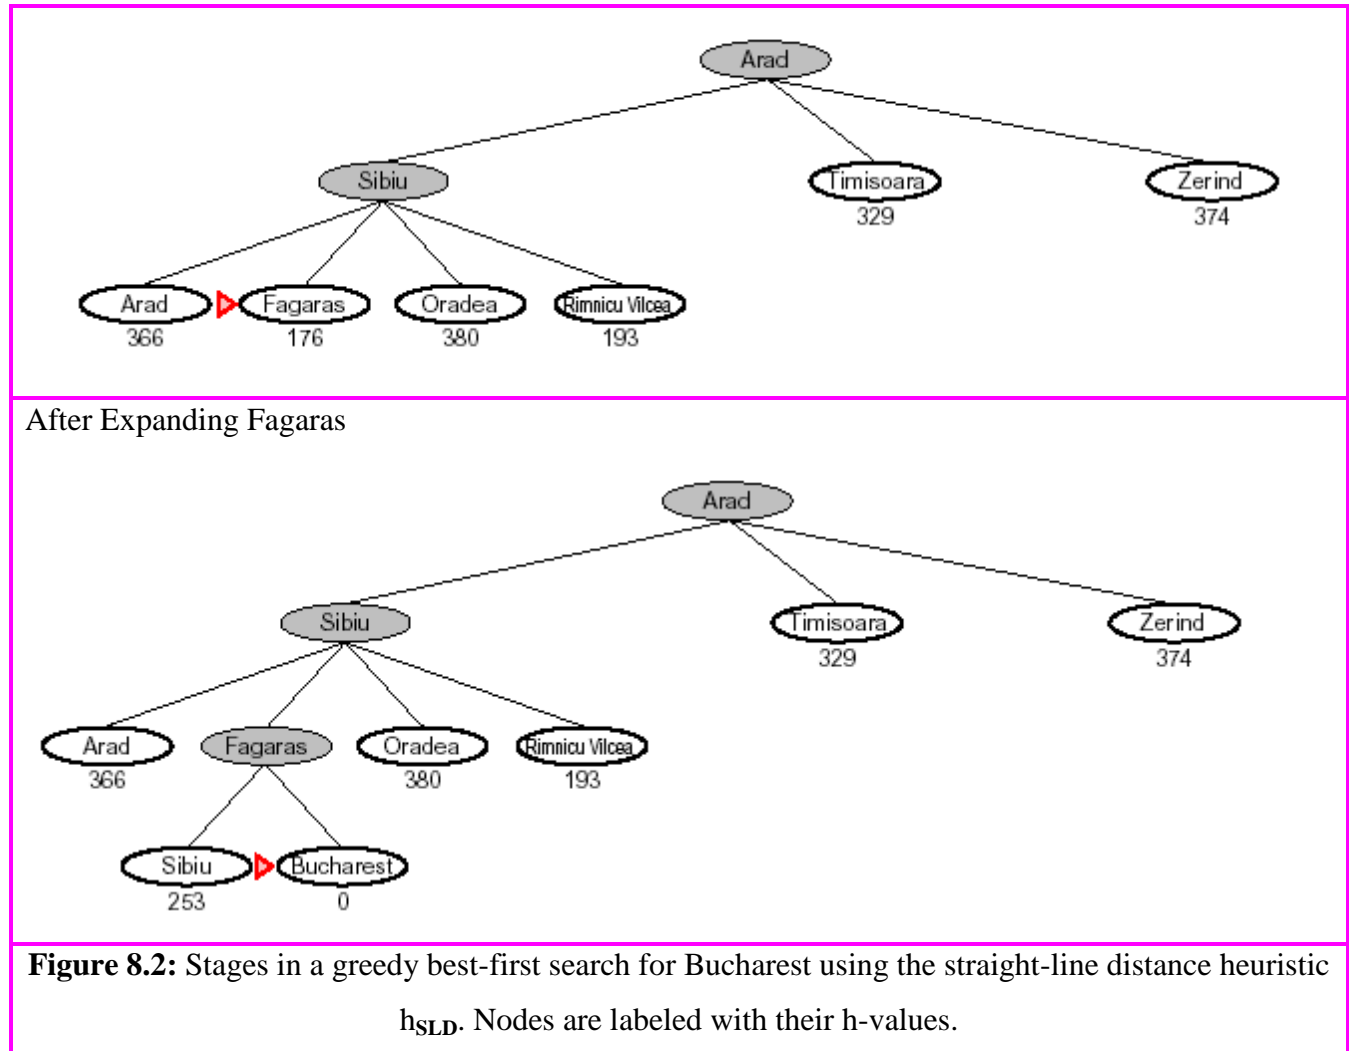 Arad
Sibiu Timisoara Zerind
329 374
Arad Fagaras Oradea Rimnicu Vilcea
366 176 380 193
After Expanding Fagaras
Arad
Sibiu Timisoara Zerind
329 374
Arad Fagaras Oradea Rimnicu Vilcea
366 380 193
Sibiu Bucharest
253 0
Figure 8.2: Stages in a greedy best-first search for Bucharest using the straight-line distance heuristic
hSLD. Nodes are labeled with their h-values.